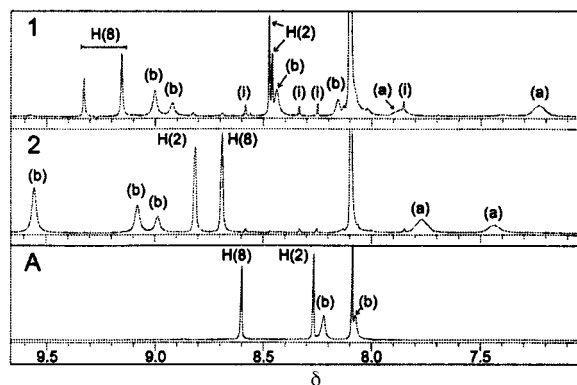 1 H(8) (b) (b) (i) H(2) (b) (i) (i) (b) (a) (i) (a)
2 (b) (b) (b) H(2) H(8) (a) (a)
A H(8) H(2) (b) (b)
9.5 9.0 8.5 8.0 7.5
δ